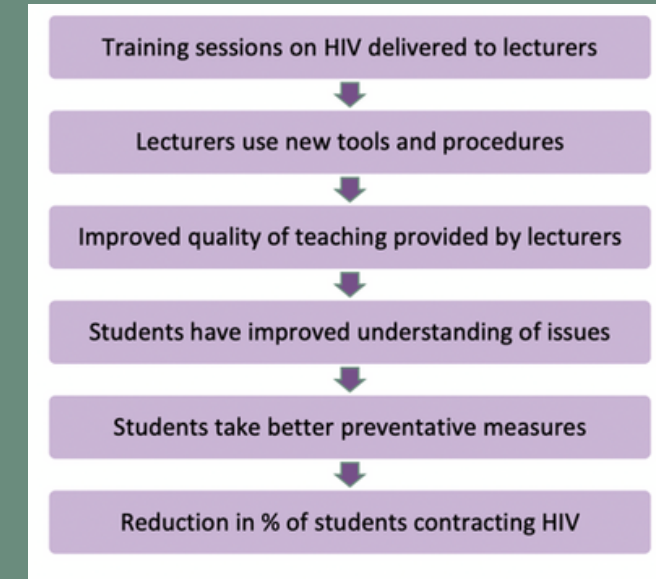 Training sessions on HIV delivered to lecturers
Lecturers use new tools and procedures
Improved quality of teaching provided by lecturers
Students have improved understanding of issues
Students take better preventative measures
Reduction in % of students contracting HIV